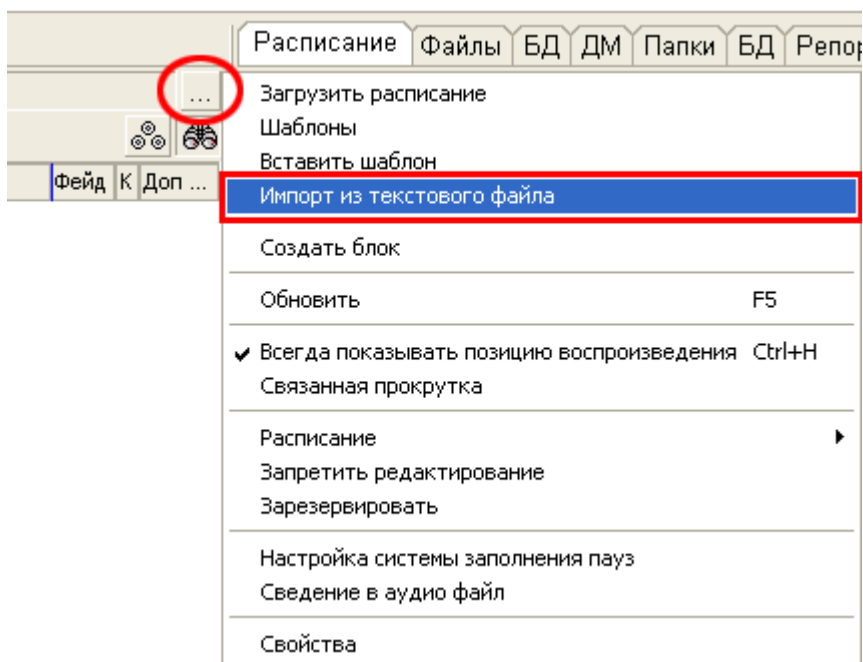 Расписание Файлы БД ДМ Папки БД Репор
...
Фейд К Доп ...
Загрузить расписание
Шаблоны
Вставить шаблон
Импорт из текстового файла
Создать блок
Обновить F5
Всегда показывать позицию воспроизведения Ctrl+H
Связанная прокрутка
Расписание
Запретить редактирование
Зарезервировать
Настройка системы заполнения пауз
Сведение в аудио файл
Свойства